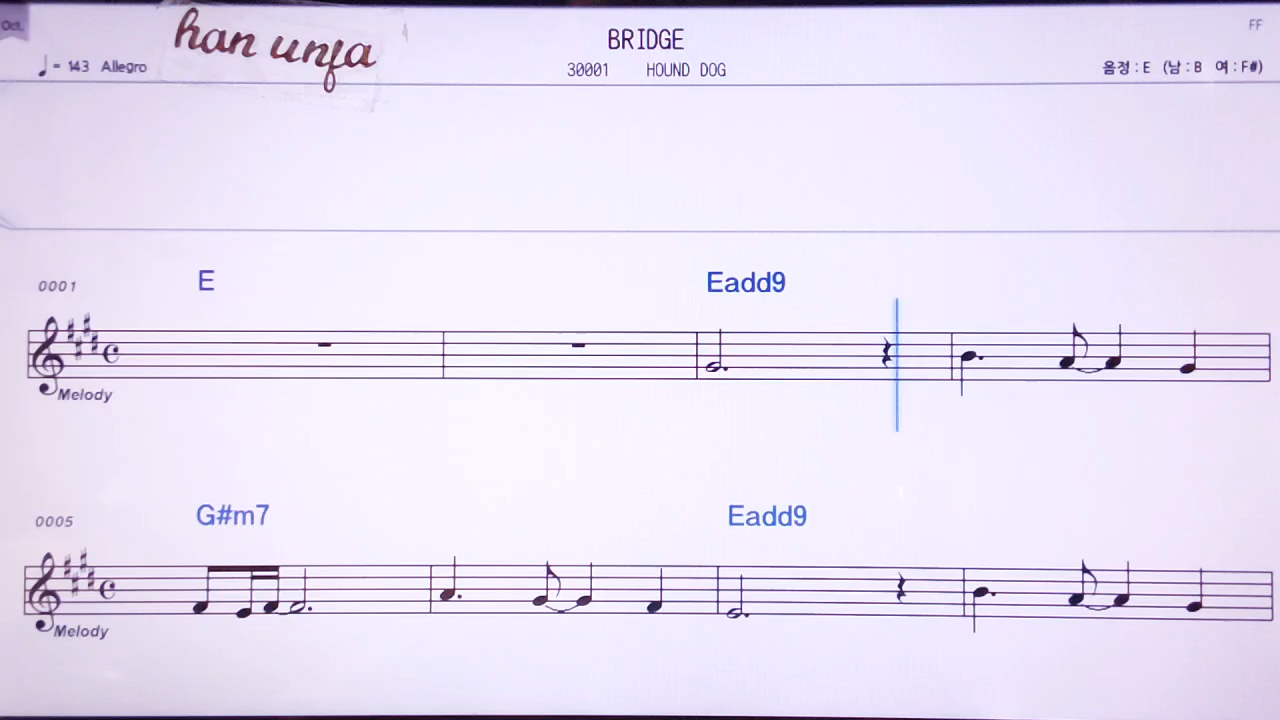 Oct.
han unja
BRIDGE
FF
♩= 143 Allegro
30001 HOUND DOG
음정 : E (남 : B 여 : F#)
0001
E
Eadd9
Melody
0005
G#m7
Eadd9
Melody